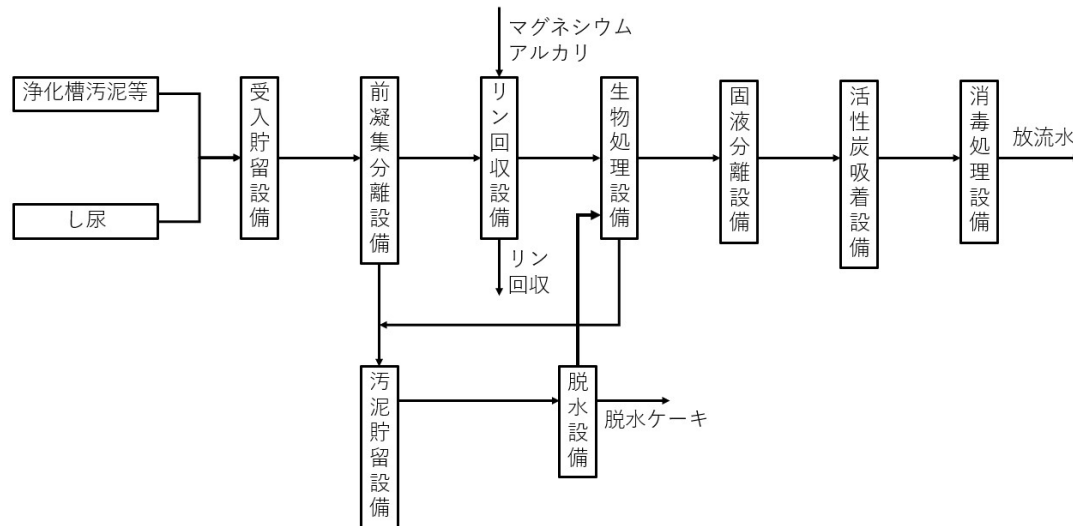 マグネシウム
アルカリ
浄化槽汚泥等
し尿
受入貯留設備
前凝集分離設備
リン回収設備
生物処理設備
固液分離設備
活性炭吸着設備
消毒処理設備
放流水
リン
回収
汚泥貯留設備
脱水設備
脱水ケーキ